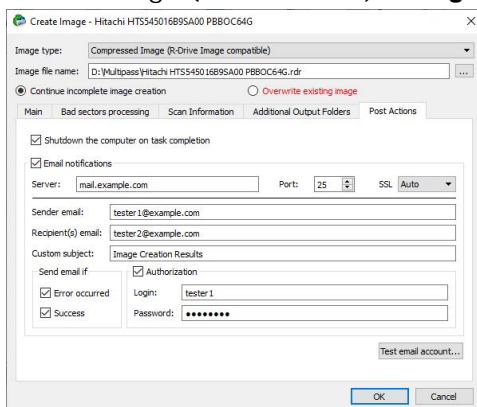 Create Image - Hitachi HTS545016B9SA00 PBBOC64G
Image type: Compressed Image (R-Drive Image compatible)
Image file name: D:\Multipass\Hitachi HTS545016B9SA00 PBBOC64G.rdr ...
Continue incomplete image creation Overwrite existing image
Main Bad sectors processing Scan Information Additional Output Folders Post Actions
Shutdown the computer on task completion
Email notifications
Server: mail.example.com Port: 25 SSL Auto
Sender email: tester1@example.com
Recipient(s) email: tester2@example.com
Custom subject: Image Creation Results
Send email if Authorization
Error occurred Login: tester1
Success Password: ●●●●●●●●
Test email account...
OK Cancel